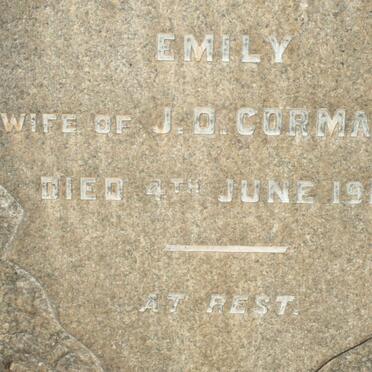 EMILY
WIFE OF J.D. CORMA
DIED 4TH JUNE 19
AT REST.